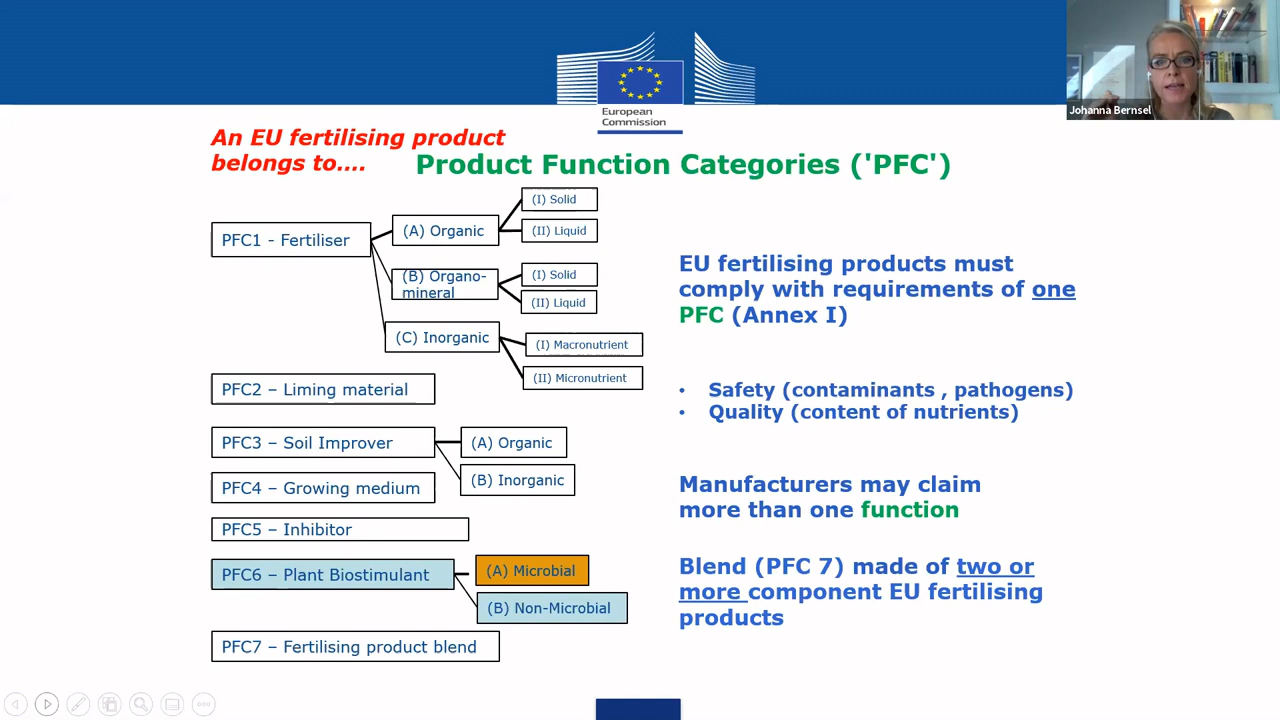 Johanna Bernsel
European
Commission
An EU fertilising product
belongs to....
Product Function Categories ('PFC')
PFC1 - Fertiliser
(A) Organic
(I) Solid
(II) Liquid
(B) Organo-
mineral
(I) Solid
(II) Liquid
(C) Inorganic
(I) Macronutrient
(II) Micronutrient
PFC2 – Liming material
PFC3 – Soil Improver
(A) Organic
(B) Inorganic
PFC4 – Growing medium
PFC5 – Inhibitor
PFC6 – Plant Biostimulant
(A) Microbial
(B) Non-Microbial
PFC7 – Fertilising product blend
EU fertilising products must
comply with requirements of one
PFC (Annex I)
• Safety (contaminants , pathogens)
• Quality (content of nutrients)
Manufacturers may claim
more than one function
Blend (PFC 7) made of two or
more component EU fertilising
products